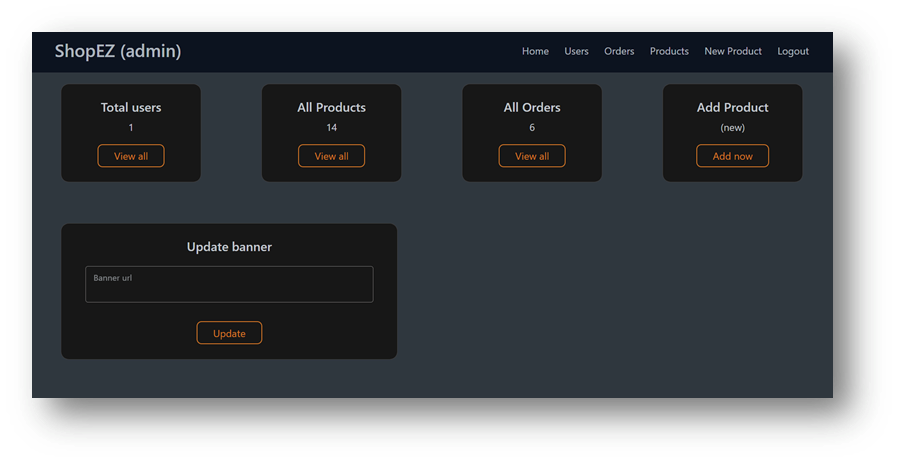 ShopEZ (admin)
Home Users Orders Products New Product Logout
Total users
1
View all
All Products
14
View all
All Orders
6
View all
Add Product
(new)
Add now
Update banner
Banner url
Update